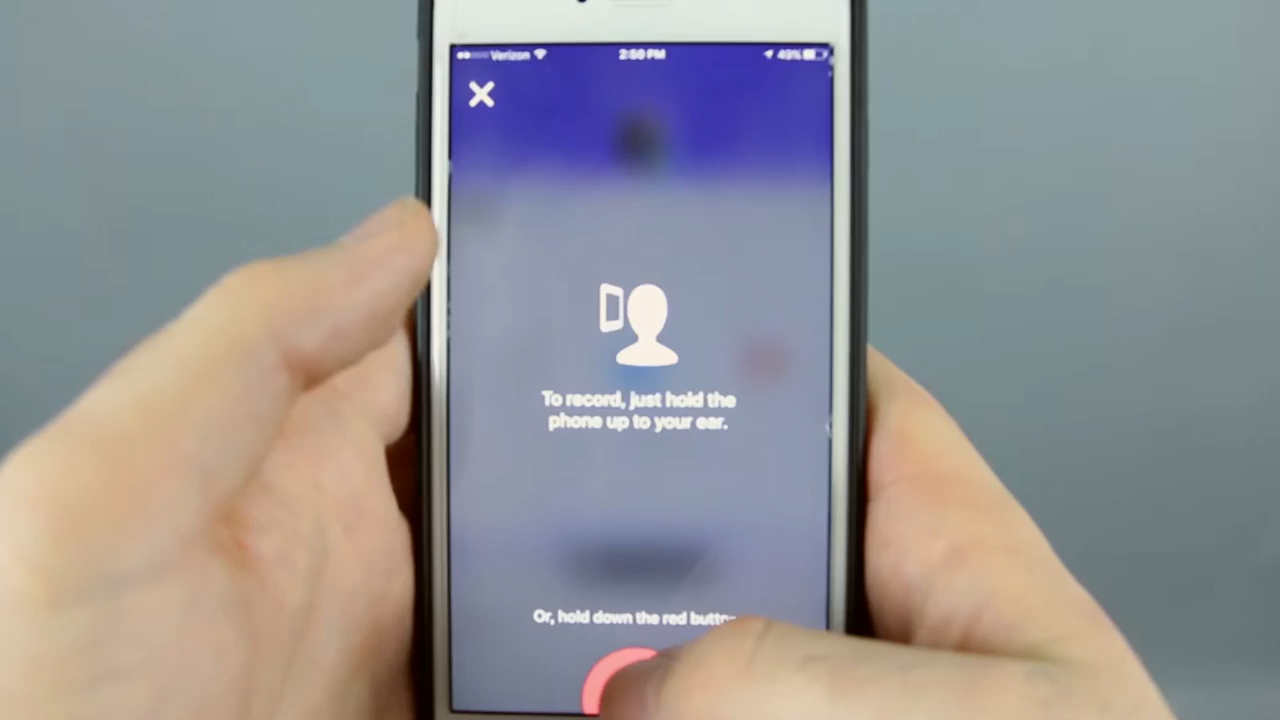 Verizon 2:50 PM 49%
To record, just hold the
phone up to your ear.
Or, hold down the red